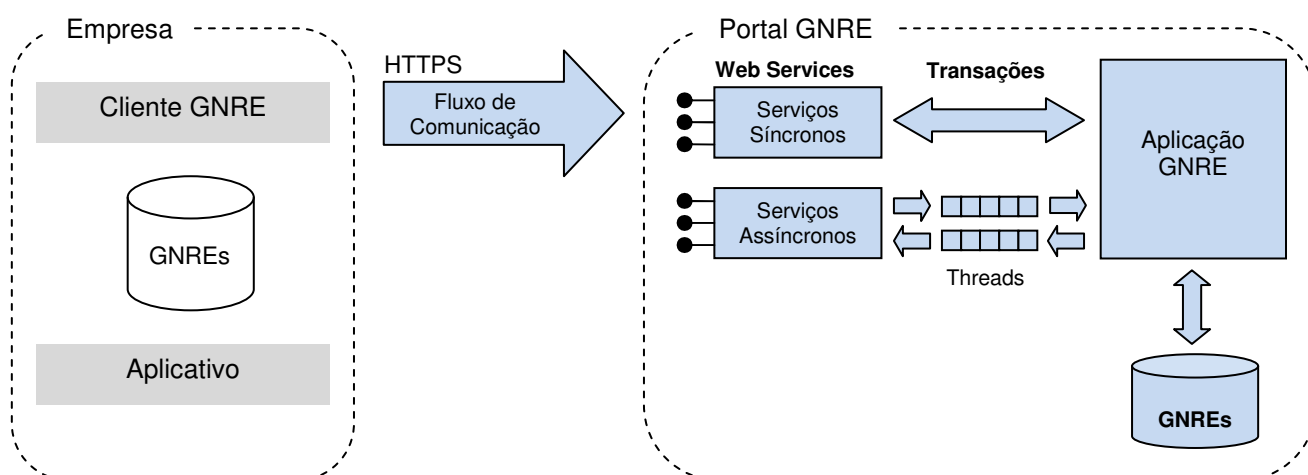 Empresa
Cliente GNRE
GNREs
Aplicativo
HTTPS
Fluxo de
Comunicação
Portal GNRE
Web Services
Transações
Serviços
Síncronos
Serviços
Assíncronos
Threads
Aplicação
GNRE
GNREs